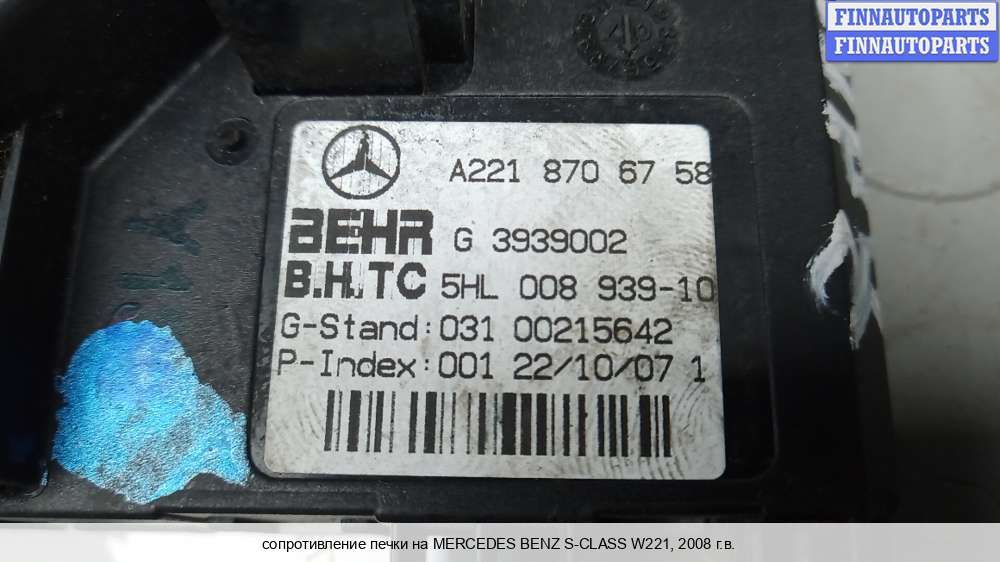 FINNAUTOPARTS
FINNAUTOPARTS
A221 870 67 58
BEHR G 3939002
B.H.TC 5HL 008 939-10
G-Stand:031 00215642
P-Index:001 22/10/07 1
сопротивление печки на MERCEDES BENZ S-CLASS W221, 2008 г.в.